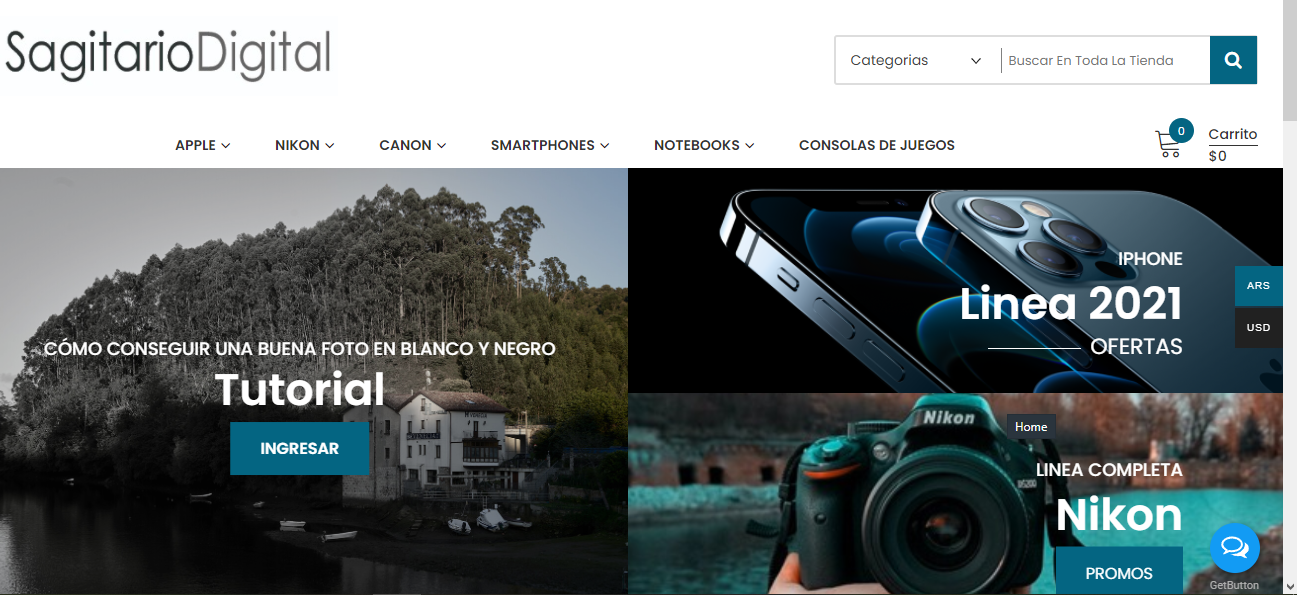 SagitarioDigital
Categorias
Buscar En Toda La Tienda
APPLE
NIKON
CANON
SMARTPHONES
NOTEBOOKS
CONSOLAS DE JUEGOS
0
Carrito
$0
CÓMO CONSEGUIR UNA BUENA FOTO EN BLANCO Y NEGRO
Tutorial
INGRESAR
IPHONE
Linea 2021
OFERTAS
ARS
USD
Nikon
D5200
Home
LINEA COMPLETA
Nikon
PROMOS
GetButton